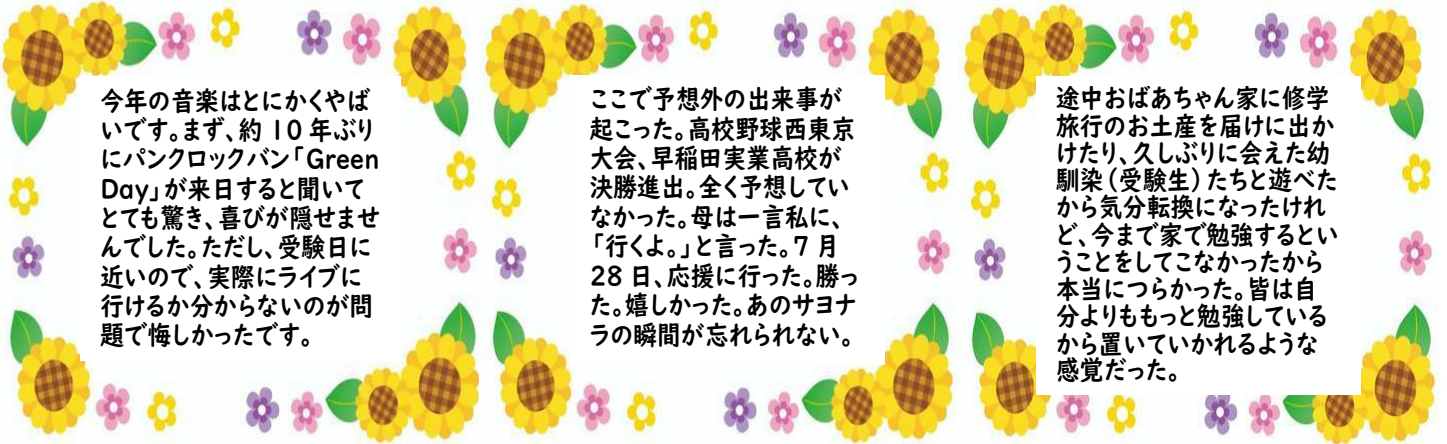 今年の音楽はとにかくやば
いです。まず、約10年ぶり
にパンクロックバン「Green
Day」が来日すると聞いて
とても驚き、喜びが隠せませ
んでした。ただし、受験日に
近いので、実際にライブに
行けるか分からないのが問
題で悔しかったです。
ここで予想外の出来事が
起こった。高校野球西東京
大会、早稲田実業高校が
決勝進出。全く予想してい
なかった。母は一言私に、
「行くよ。」と言った。7月
28日、応援に行った。勝っ
た。嬉しかった。あのサヨナ
ラの瞬間が忘れられない。
途中おばあちゃん家に修学
旅行のお土産を届けに出か
けたり、久しぶりに会えた幼
馴染(受験生)たちと遊べた
から気分転換になったけれ
ど、今まで家で勉強するとい
うことをしてこなかったから
本当につらかった。皆は自
分よりももっと勉強している
から置いていかれるような
感覚だった。